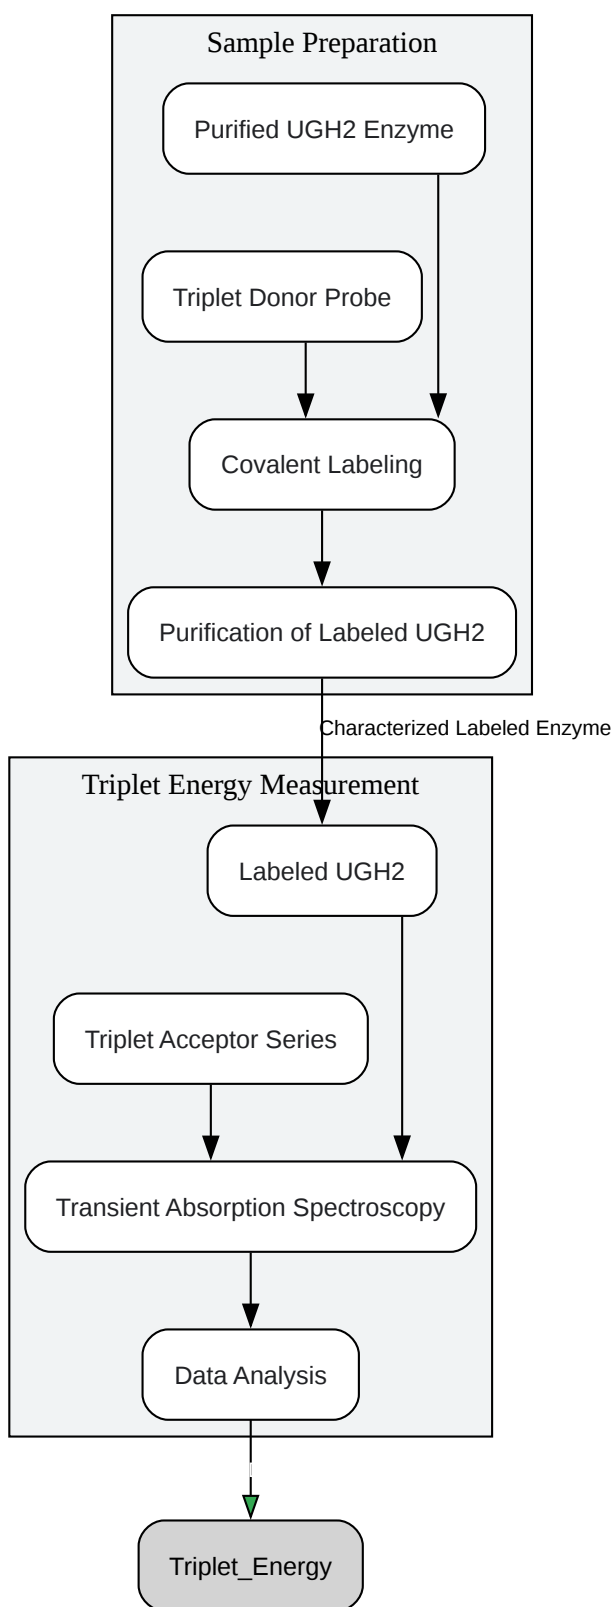 Sample Preparation
Purified UGH2 Enzyme
Triplet Donor Probe
Covalent Labeling
Purification of Labeled UGH2
Characterized Labeled Enzyme
Triplet Energy Measurement
Labeled UGH2
Triplet Acceptor Series
Transient Absorption Spectroscopy
Data Analysis
Triplet_Energy